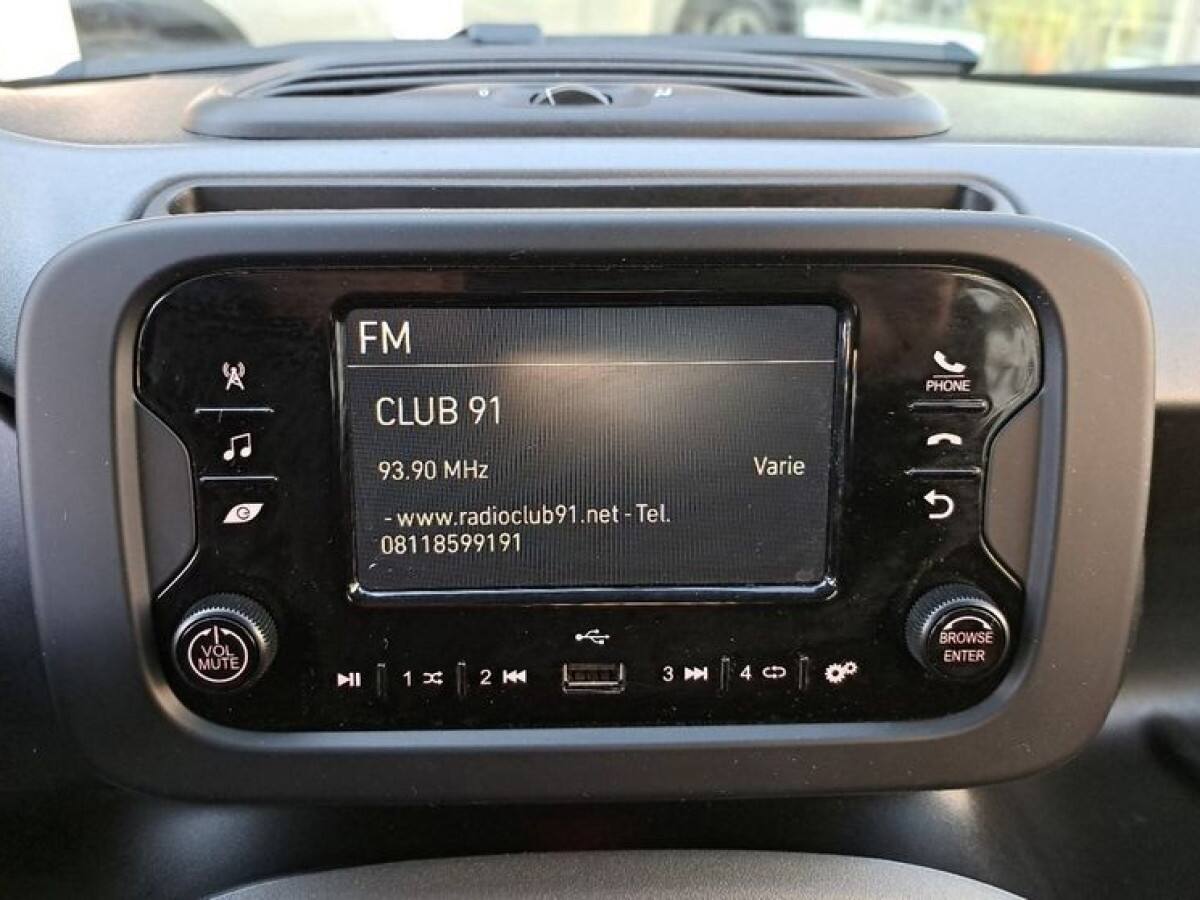 FM
CLUB 91
93.90 MHz Varie
- www.radioclub91.net - Tel.
08118599191
PHONE
VOL
MUTE
BROWSE
ENTER
1 2 3 4